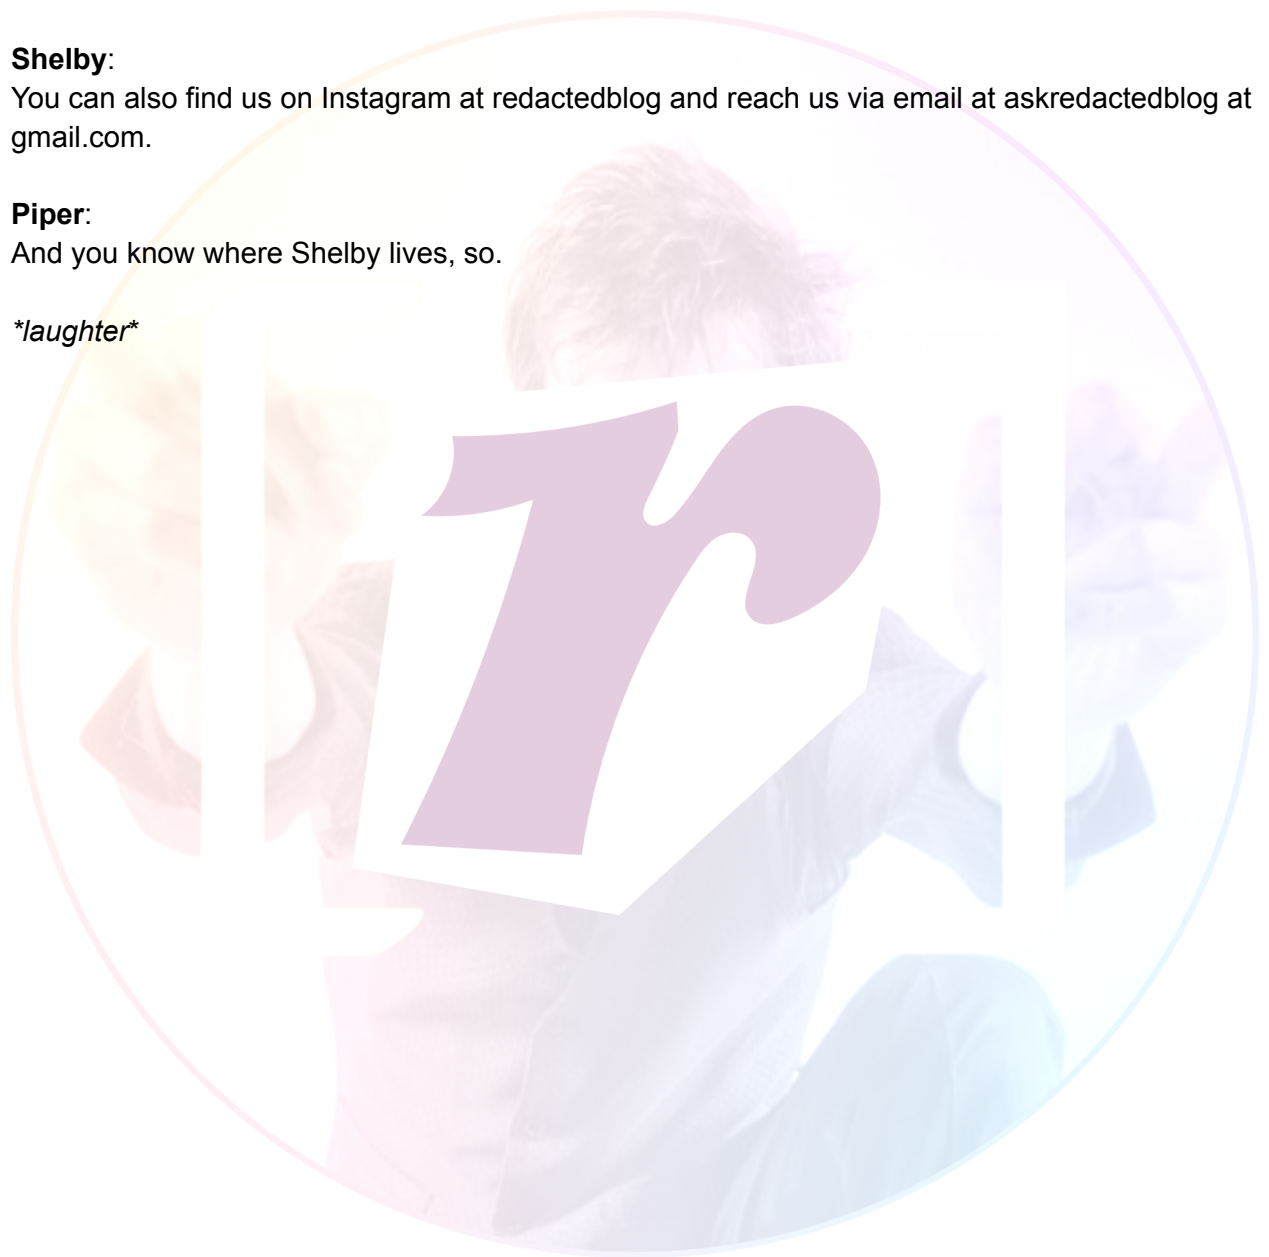 Shelby:
You can also find us on Instagram at redactedblog and reach us via email at askredactedblog at
gmail.com.
Piper:
And you know where Shelby lives, so.
*laughter*
r